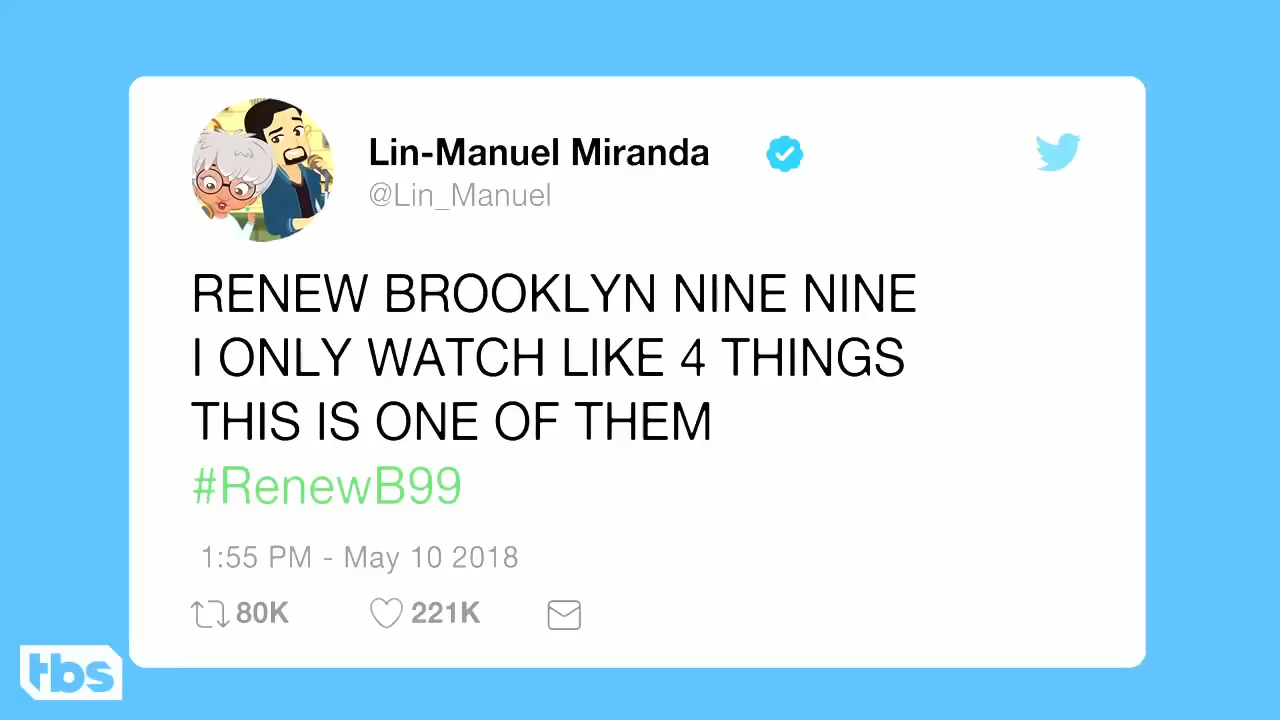 Lin-Manuel Miranda
@Lin_Manuel
RENEW BROOKLYN NINE NINE
I ONLY WATCH LIKE 4 THINGS
THIS IS ONE OF THEM
#RenewB99
1:55 PM - May 10 2018
80K 221K
tbs